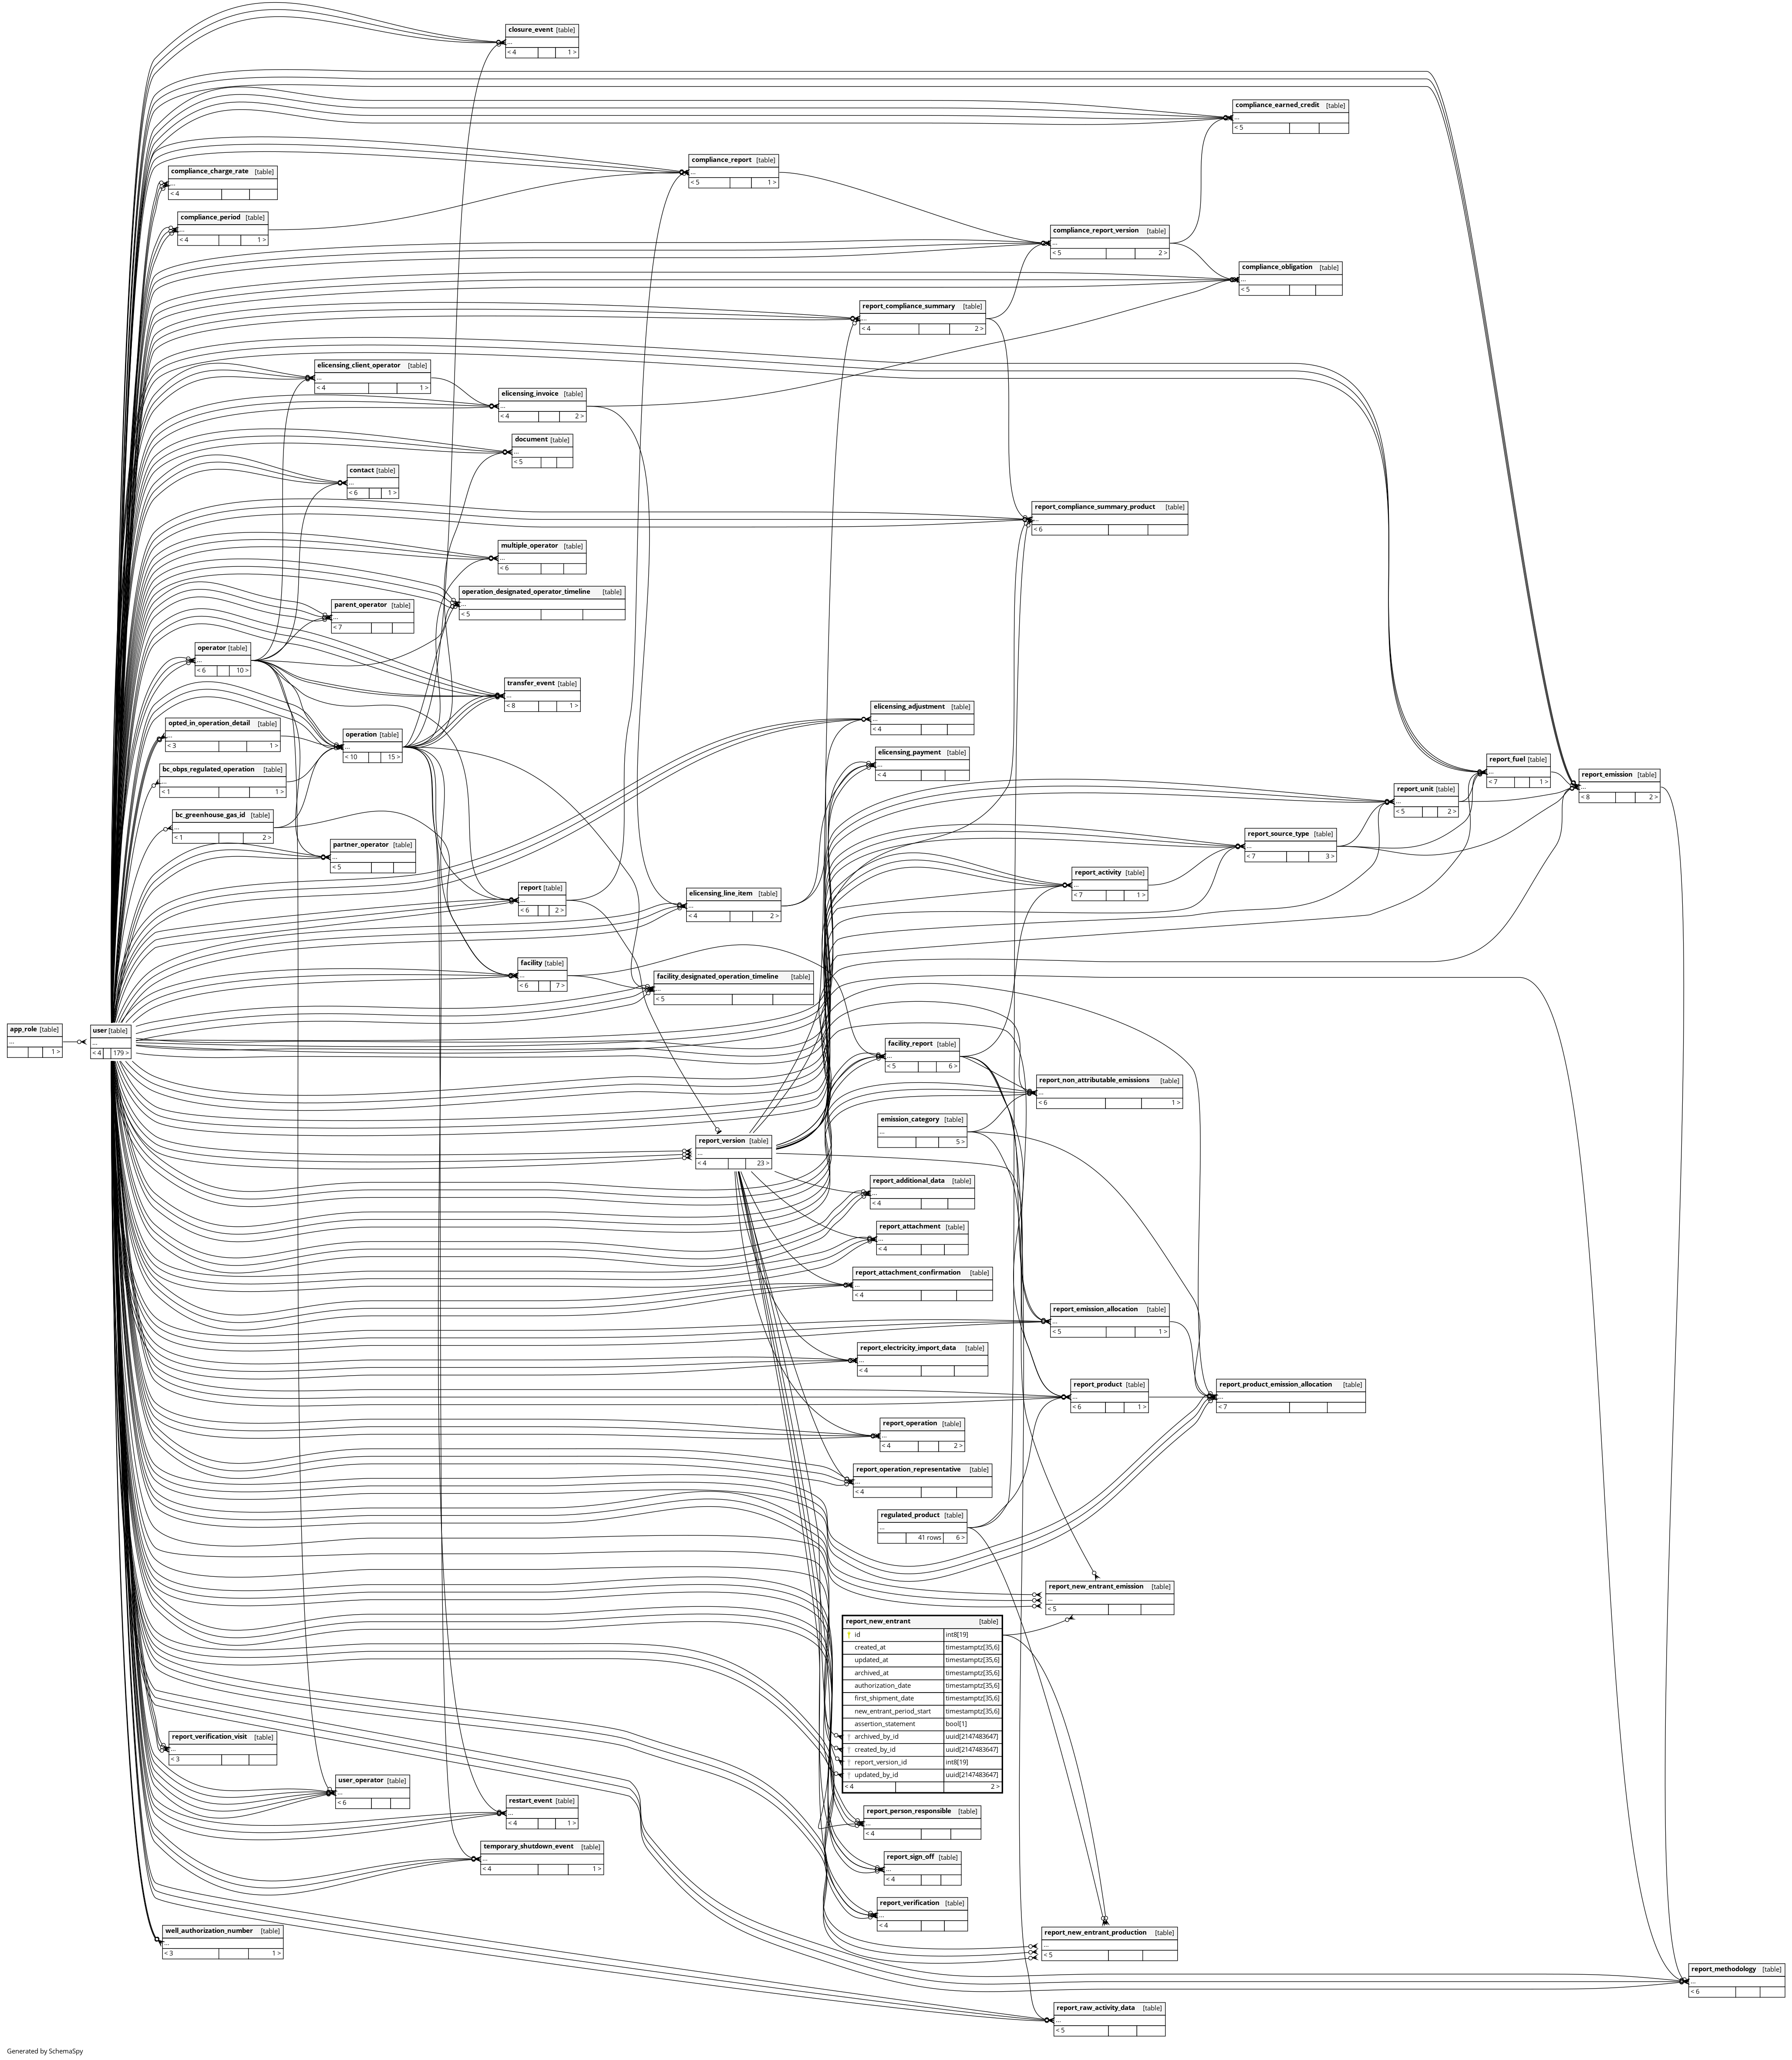 closure_event [table]
...
< 4 1 >
compliance_earned_credit [table]
...
< 5
compliance_report [table]
...
< 5 1 >
compliance_charge_rate [table]
...
< 4
compliance_period [table]
...
< 4 1 >
compliance_report_version [table]
...
< 5 2 >
compliance_obligation [table]
...
< 5
report_compliance_summary [table]
...
< 4 2 >
elicensing_client_operator [table]
...
< 4 1 >
elicensing_invoice [table]
...
< 4 2 >
document [table]
...
< 5
contact [table]
...
< 6 1 >
report_compliance_summary_product [table]
...
< 6
multiple_operator [table]
...
< 6
operation_designated_operator_timeline [table]
...
< 5
parent_operator [table]
...
< 7
operator [table]
...
< 6 10 >
transfer_event [table]
...
< 8 1 >
elicensing_adjustment [table]
...
< 4
opted_in_operation_detail [table]
...
< 3 1 >
operation [table]
...
< 10 15 >
elicensing_payment [table]
...
< 4
report_fuel [table]
...
< 7 1 >
bc_obps_regulated_operation [table]
...
< 1 1 >
report_emission [table]
...
< 8 2 >
report_unit [table]
...
< 5 2 >
bc_greenhouse_gas_id [table]
...
< 1 2 >
report_source_type [table]
...
< 7 3 >
partner_operator [table]
...
< 5
report_activity [table]
...
< 7 1 >
report [table]
...
< 6 2 >
elicensing_line_item [table]
...
< 4 2 >
facility [table]
...
< 6 7 >
facility_designated_operation_timeline [table]
...
< 5
app_role [table]
...
1 >
user [table]
...
< 4 179 >
facility_report [table]
...
< 5 6 >
report_non_attributable_emissions [table]
...
< 6 1 >
emission_category [table]
...
5 >
report_version [table]
...
< 4 23 >
report_additional_data [table]
...
< 4
report_attachment [table]
...
< 4
report_attachment_confirmation [table]
...
< 4
report_emission_allocation [table]
...
< 5 1 >
report_electricity_import_data [table]
...
< 4
report_product [table]
...
< 6 1 >
report_product_emission_allocation [table]
...
< 7
report_operation [table]
...
< 4 2 >
report_operation_representative [table]
...
< 4
regulated_product [table]
...
41 rows 6 >
report_new_entrant_emission [table]
...
< 5
report_new_entrant [table]
id int8[19]
created_at timestamptz[35,6]
updated_at timestamptz[35,6]
archived_at timestamptz[35,6]
authorization_date timestamptz[35,6]
first_shipment_date timestamptz[35,6]
new_entrant_period_start timestamptz[35,6]
assertion_statement bool[1]
archived_by_id uuid[2147483647]
created_by_id uuid[2147483647]
report_version_id int8[19]
updated_by_id uuid[2147483647]
< 4 2 >
report_verification_visit [table]
...
< 3
user_operator [table]
...
< 6
restart_event [table]
...
< 4 1 >
report_person_responsible [table]
...
< 4
temporary_shutdown_event [table]
...
< 4 1 >
report_sign_off [table]
...
< 4
report_verification [table]
...
< 4
well_authorization_number [table]
...
< 3 1 >
report_new_entrant_production [table]
...
< 5
report_methodology [table]
...
< 6
report_raw_activity_data [table]
...
< 5
Generated by SchemaSpy